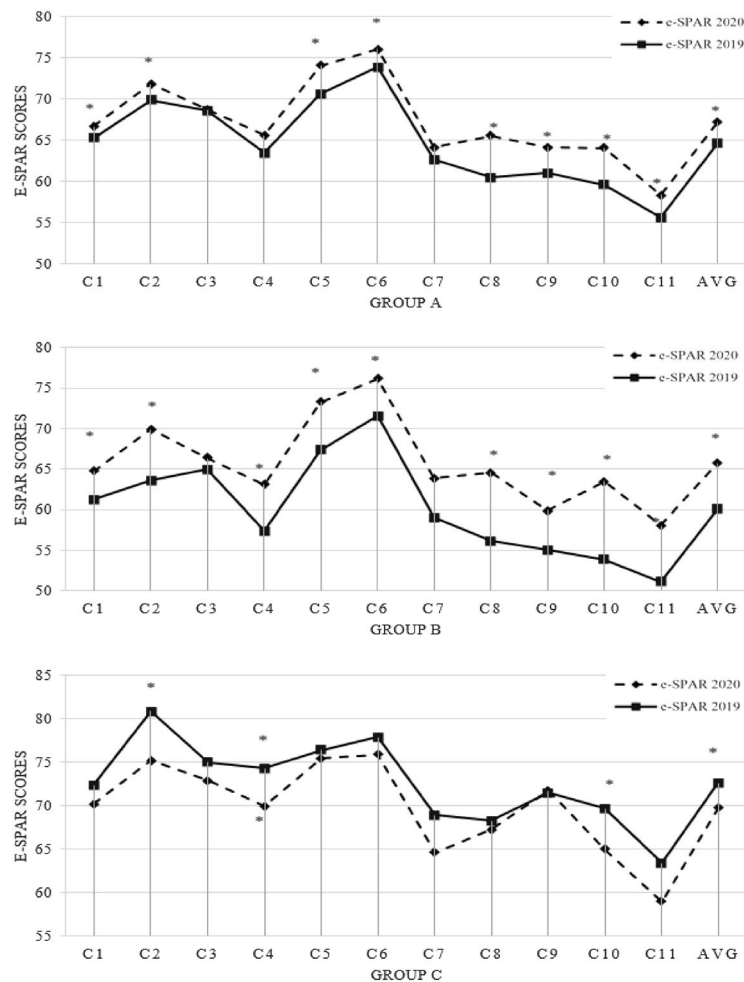 80
75
70
65
60
55
50
E-SPAR SCORES
* * * * * * * * * *
e-SPAR 2020
e-SPAR 2019
C1 C2 C3 C4 C5 C6 C7 C8 C9 C10 C11 AVG
GROUP A
80
75
70
65
60
55
50
E-SPAR SCORES
* * * * * * * * * * *
e-SPAR 2020
e-SPAR 2019
C1 C2 C3 C4 C5 C6 C7 C8 C9 C10 C11 AVG
GROUP B
85
80
75
70
65
60
55
E-SPAR SCORES
* * * * *
e-SPAR 2020
e-SPAR 2019
C1 C2 C3 C4 C5 C6 C7 C8 C9 C10 C11 AVG
GROUP C